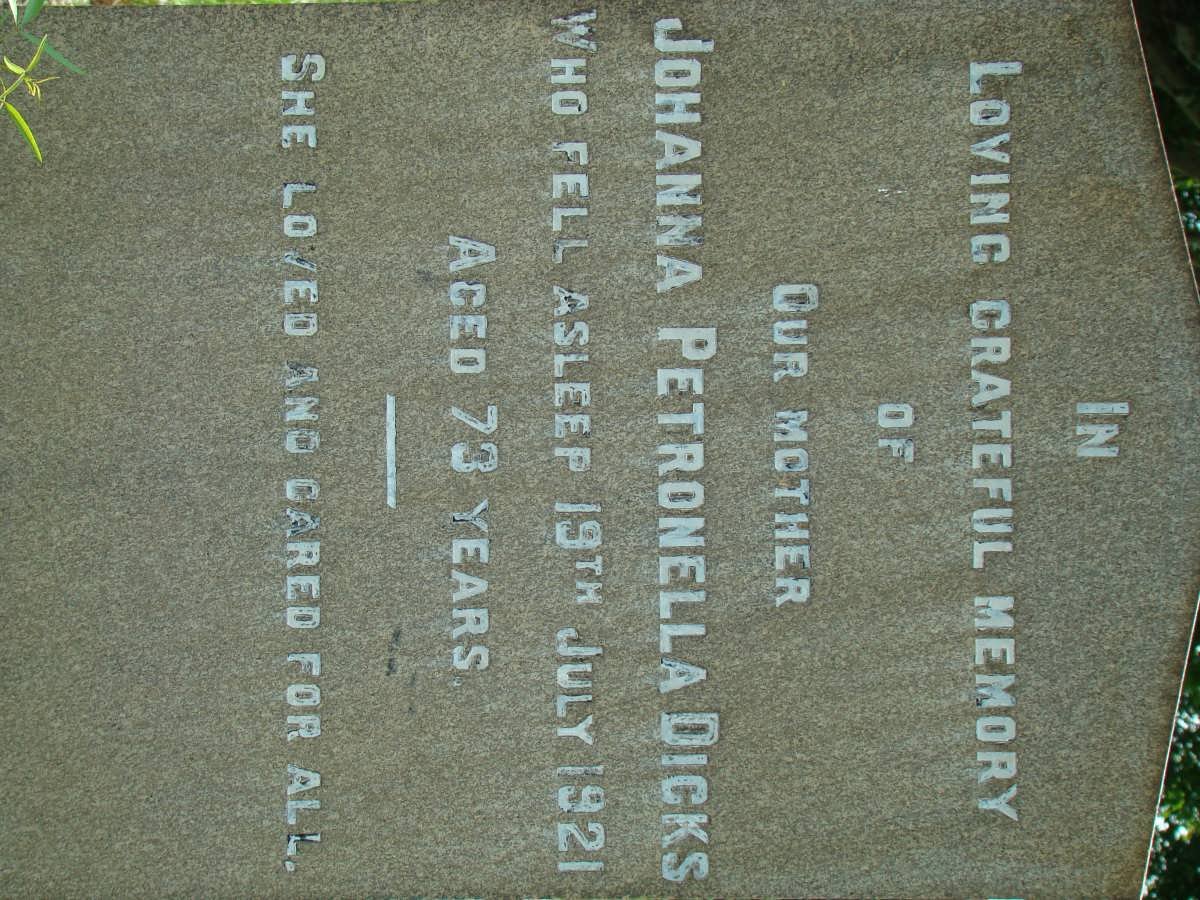 IN
LOVING GRATEFUL MEMORY
OF
OUR MOTHER
JOHANNA PETRONELLA DICKS
WHO FELL ASLEEP 19TH JULY 1921
AGED 73 YEARS.
SHE LOVED AND CARED FOR ALL.